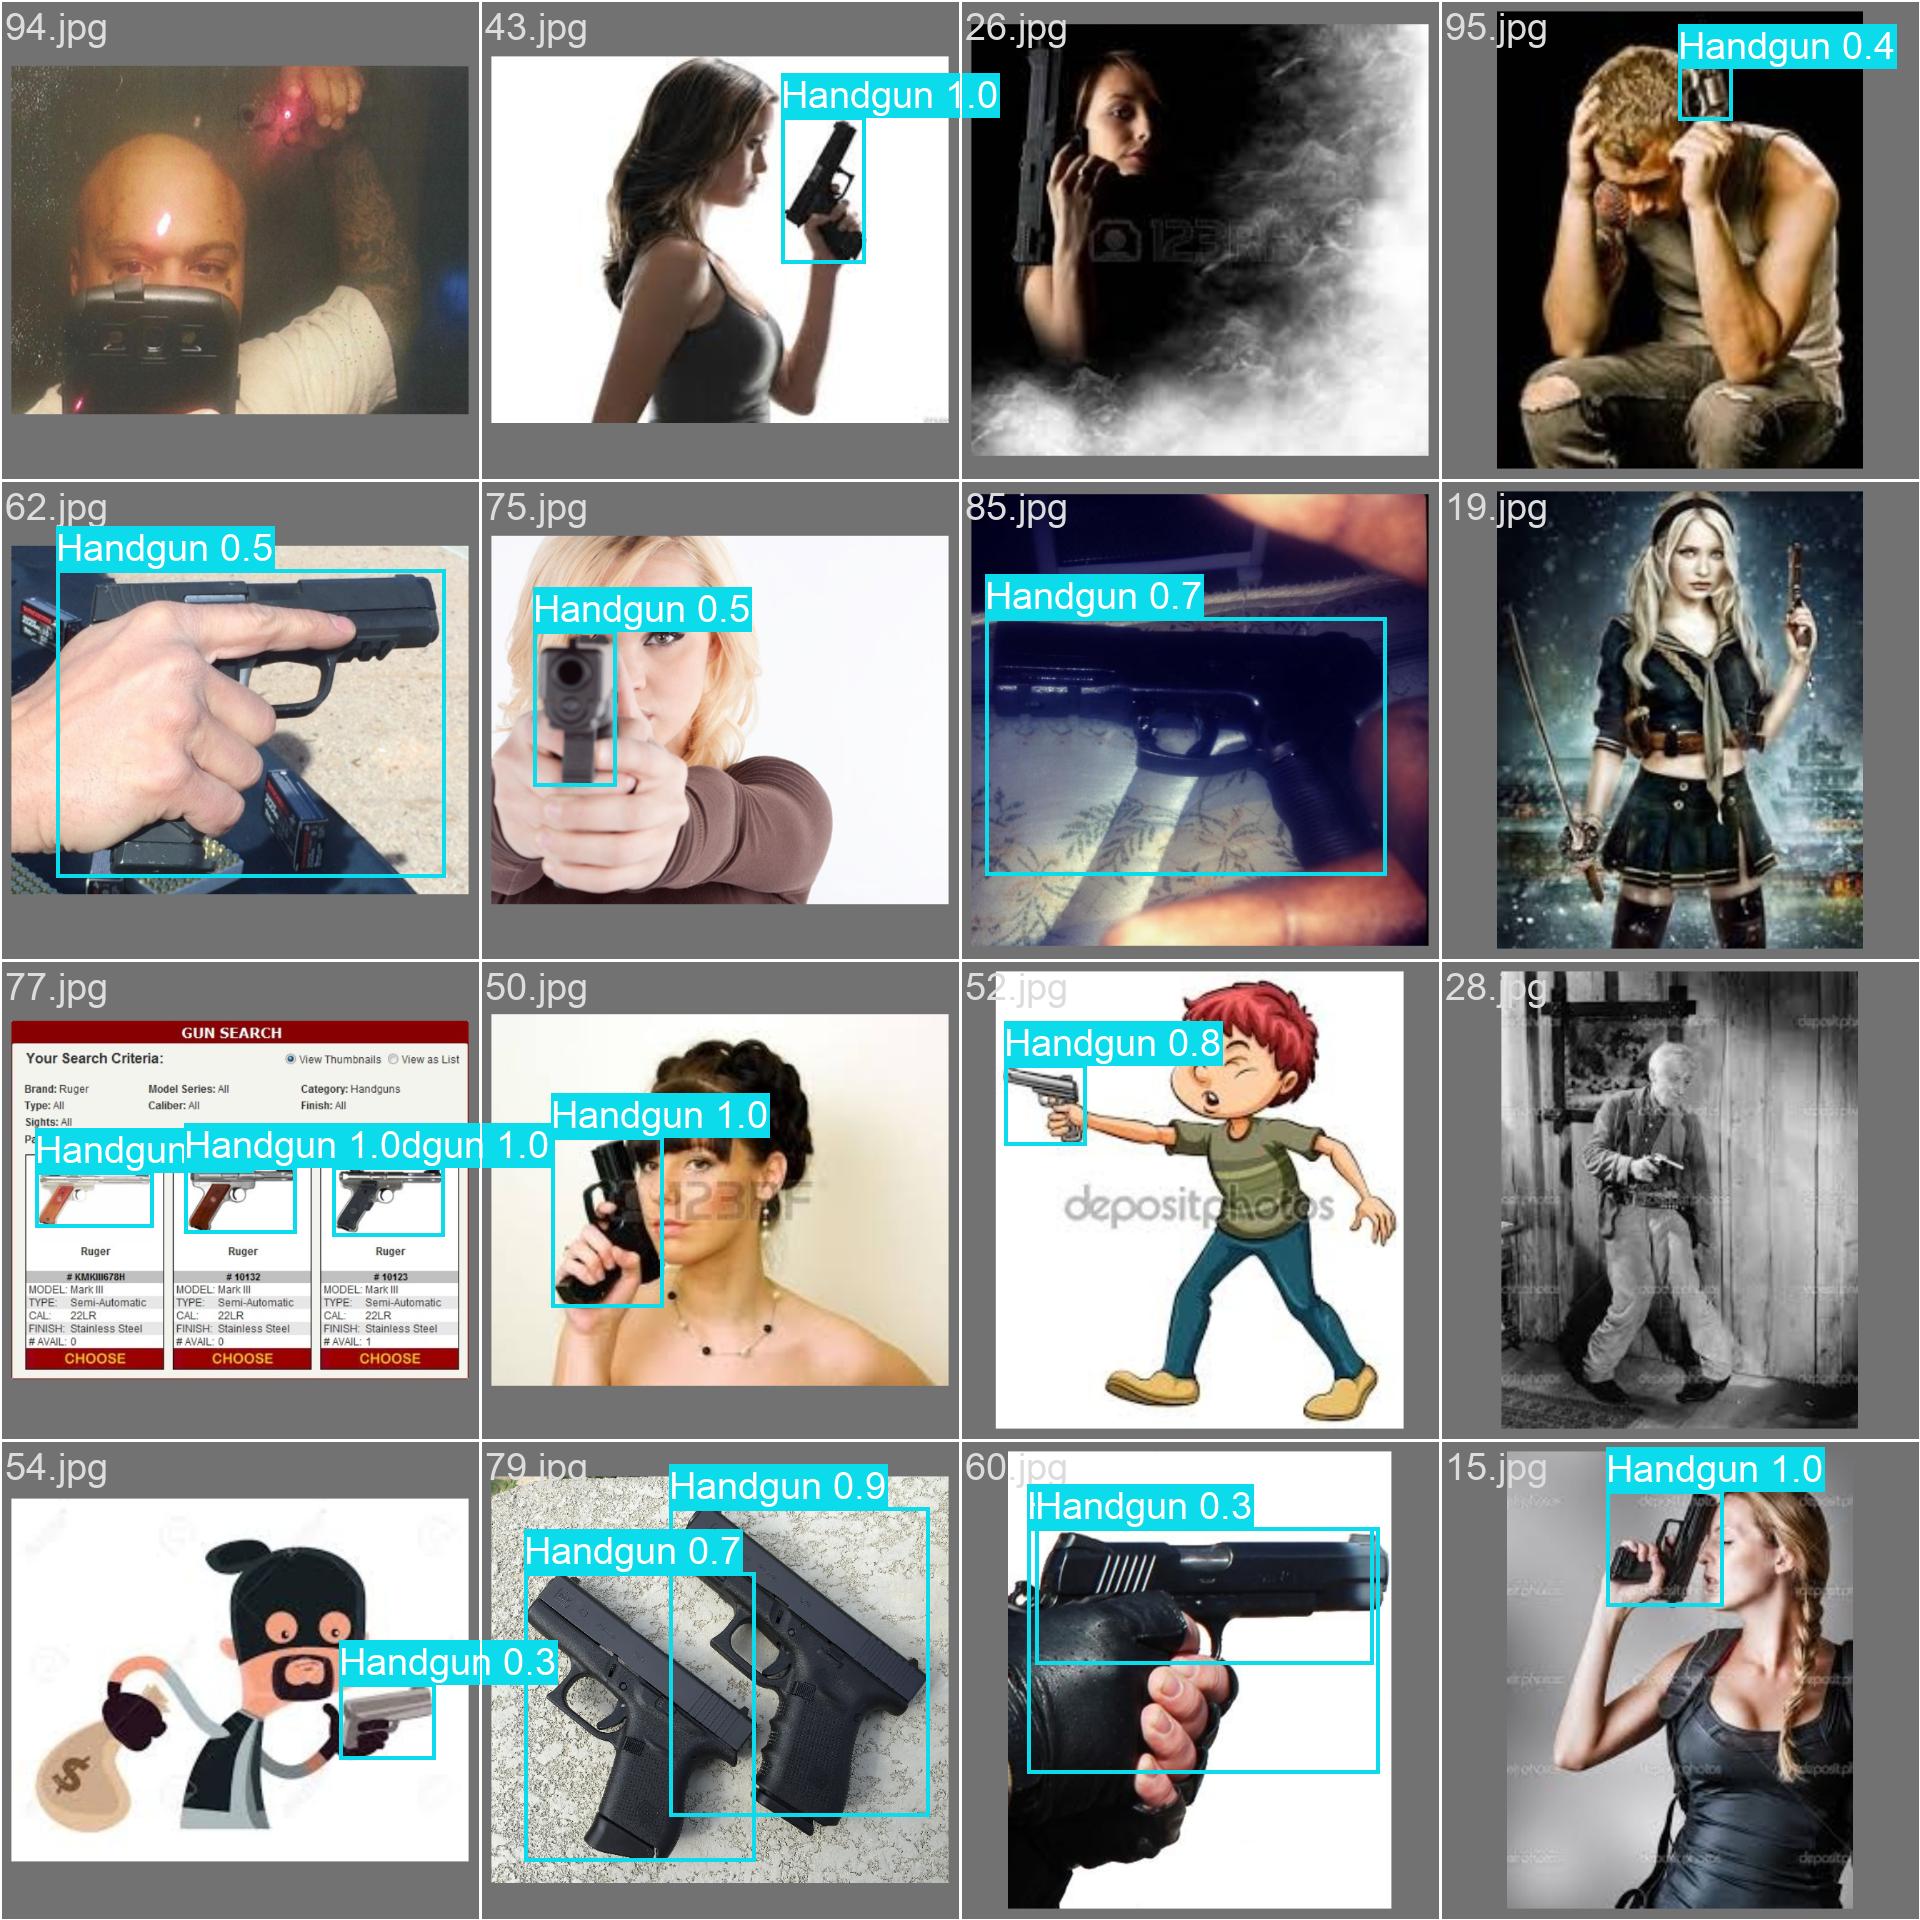 94.jpg
43.jpg
Handgun 1.0
26.jpg
123RF
95.jpg
Handgun 0.4
62.jpg
Handgun 0.5
75.jpg
Handgun 0.5
85.jpg
Handgun 0.7
19.jpg
77.jpg
GUN SEARCH
Your Search Criteria:
View Thumbnails
View as List
Brand: Ruger
Model Series: All
Category: Handguns
Type: All
Caliber: All
Finish: All
Sights: All
Handgun
Handgun 1.0
dgun 1.0
Ruger
Ruger
Ruger
# KMKIII678H
# 10132
# 10123
MODEL: Mark III
MODEL: Mark III
MODEL: Mark III
TYPE: Semi-Automatic
TYPE: Semi-Automatic
TYPE: Semi-Automatic
CAL: 22LR
CAL: 22LR
CAL: 22LR
FINISH: Stainless Steel
FINISH: Stainless Steel
FINISH: Stainless Steel
# AVAIL: 0
# AVAIL: 0
# AVAIL: 1
CHOOSE
CHOOSE
CHOOSE
50.jpg
Handgun 1.0
123RF
52.jpg
Handgun 0.8
depositphotos
28.jpg
54.jpg
$
Handgun 0.3
79.jpg
Handgun 0.9
Handgun 0.7
60.jpg
Handgun 0.3
15.jpg
Handgun 1.0
depositphotos